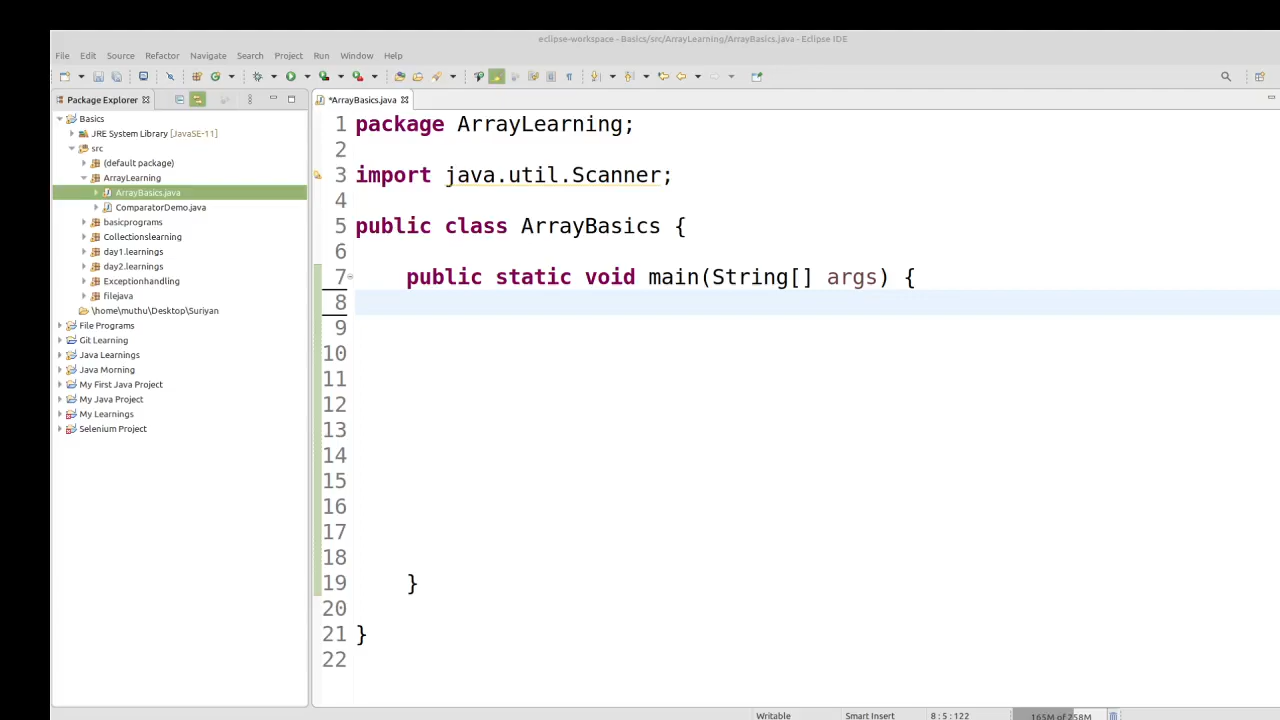 eclipse-workspace - Basics/src/ArrayLearning/ArrayBasics.java - Eclipse IDE
File Edit Source Refactor Navigate Search Project Run Window Help
Package Explorer
Basics
JRE System Library [JavaSE-11]
src
(default package)
ArrayLearning
ArrayBasics.java
ComparatorDemo.java
basicprograms
Collectionslearning
day1.learnings
day2.learnings
Exceptionhandling
filejava
\home\muthu\Desktop\Suriyan
File Programs
Git Learning
Java Learnings
Java Morning
My First Java Project
My Java Project
My Learnings
Selenium Project
*ArrayBasics.java
1 package ArrayLearning;
2
3 import java.util.Scanner;
4
5 public class ArrayBasics {
6
7 public static void main(String[] args) {
8
9
10
11
12
13
14
15
16
17
18
19 }
20
21 }
22
Writable Smart Insert 8 : 5 : 122 165M of 258M